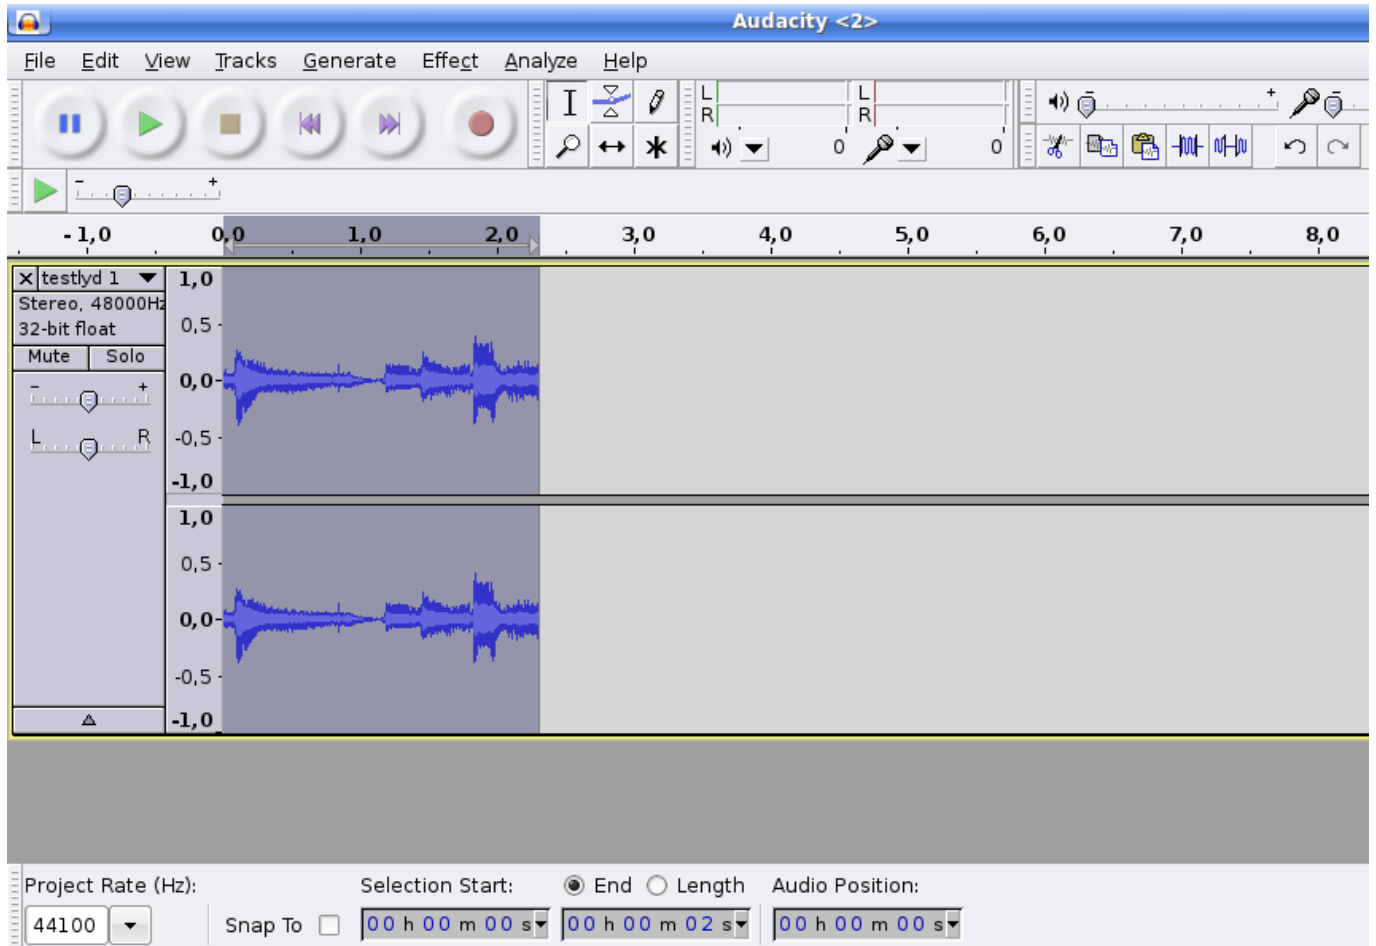 Audacity <2>
File Edit View Tracks Generate Effect Analyze Help
L
R
L
R
0
0
- +
- +
- 1,0 0,0 1,0 2,0 3,0 4,0 5,0 6,0 7,0 8,0
testlyd 1
Stereo, 48000Hz
32-bit float
Mute Solo
- +
L R
1,0
0,5
0,0
-0,5
-1,0
1,0
0,5
0,0
-0,5
-1,0
Project Rate (Hz): Selection Start: End Length Audio Position:
44100 Snap To 00 h 00 m 00 s 00 h 00 m 02 s 00 h 00 m 00 s